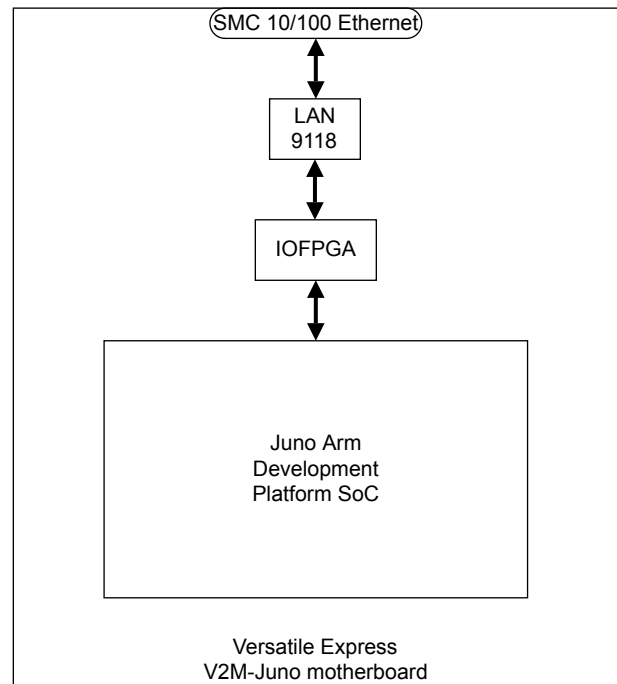 SMC 10/100 Ethernet
LAN
9118
IOFPGA
Juno Arm
Development
Platform SoC
Versatile Express
V2M-Juno motherboard